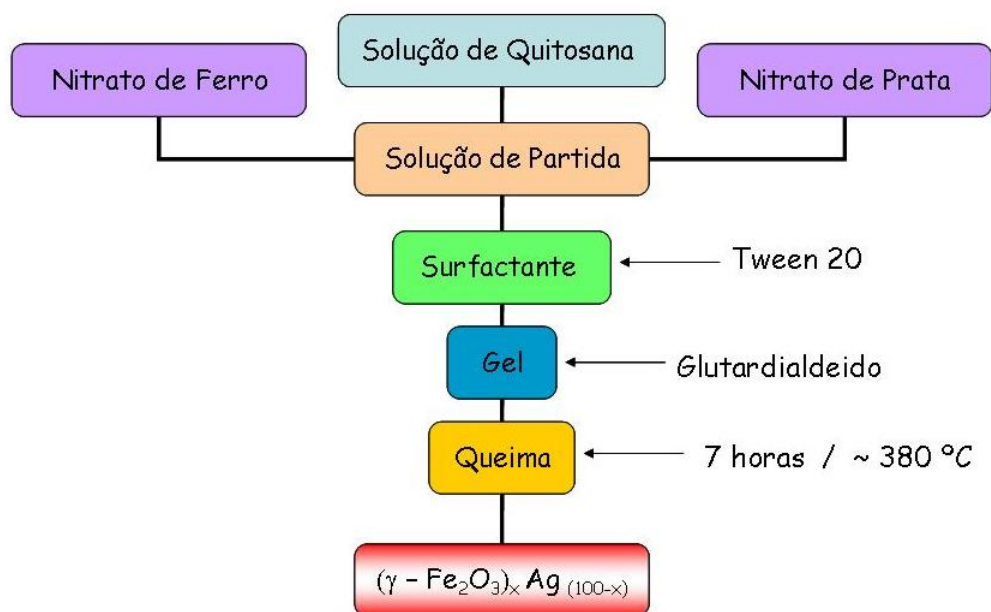 Solução de Quitosana
Nitrato de Ferro
Nitrato de Prata
Solução de Partida
Surfactante
Tween 20
Gel
Glutardialdeido
Queima
7 horas / ~ 380 ºC
(γ – Fe₂O₃)ₓ Ag ₍₁₀₀₋ₓ₎